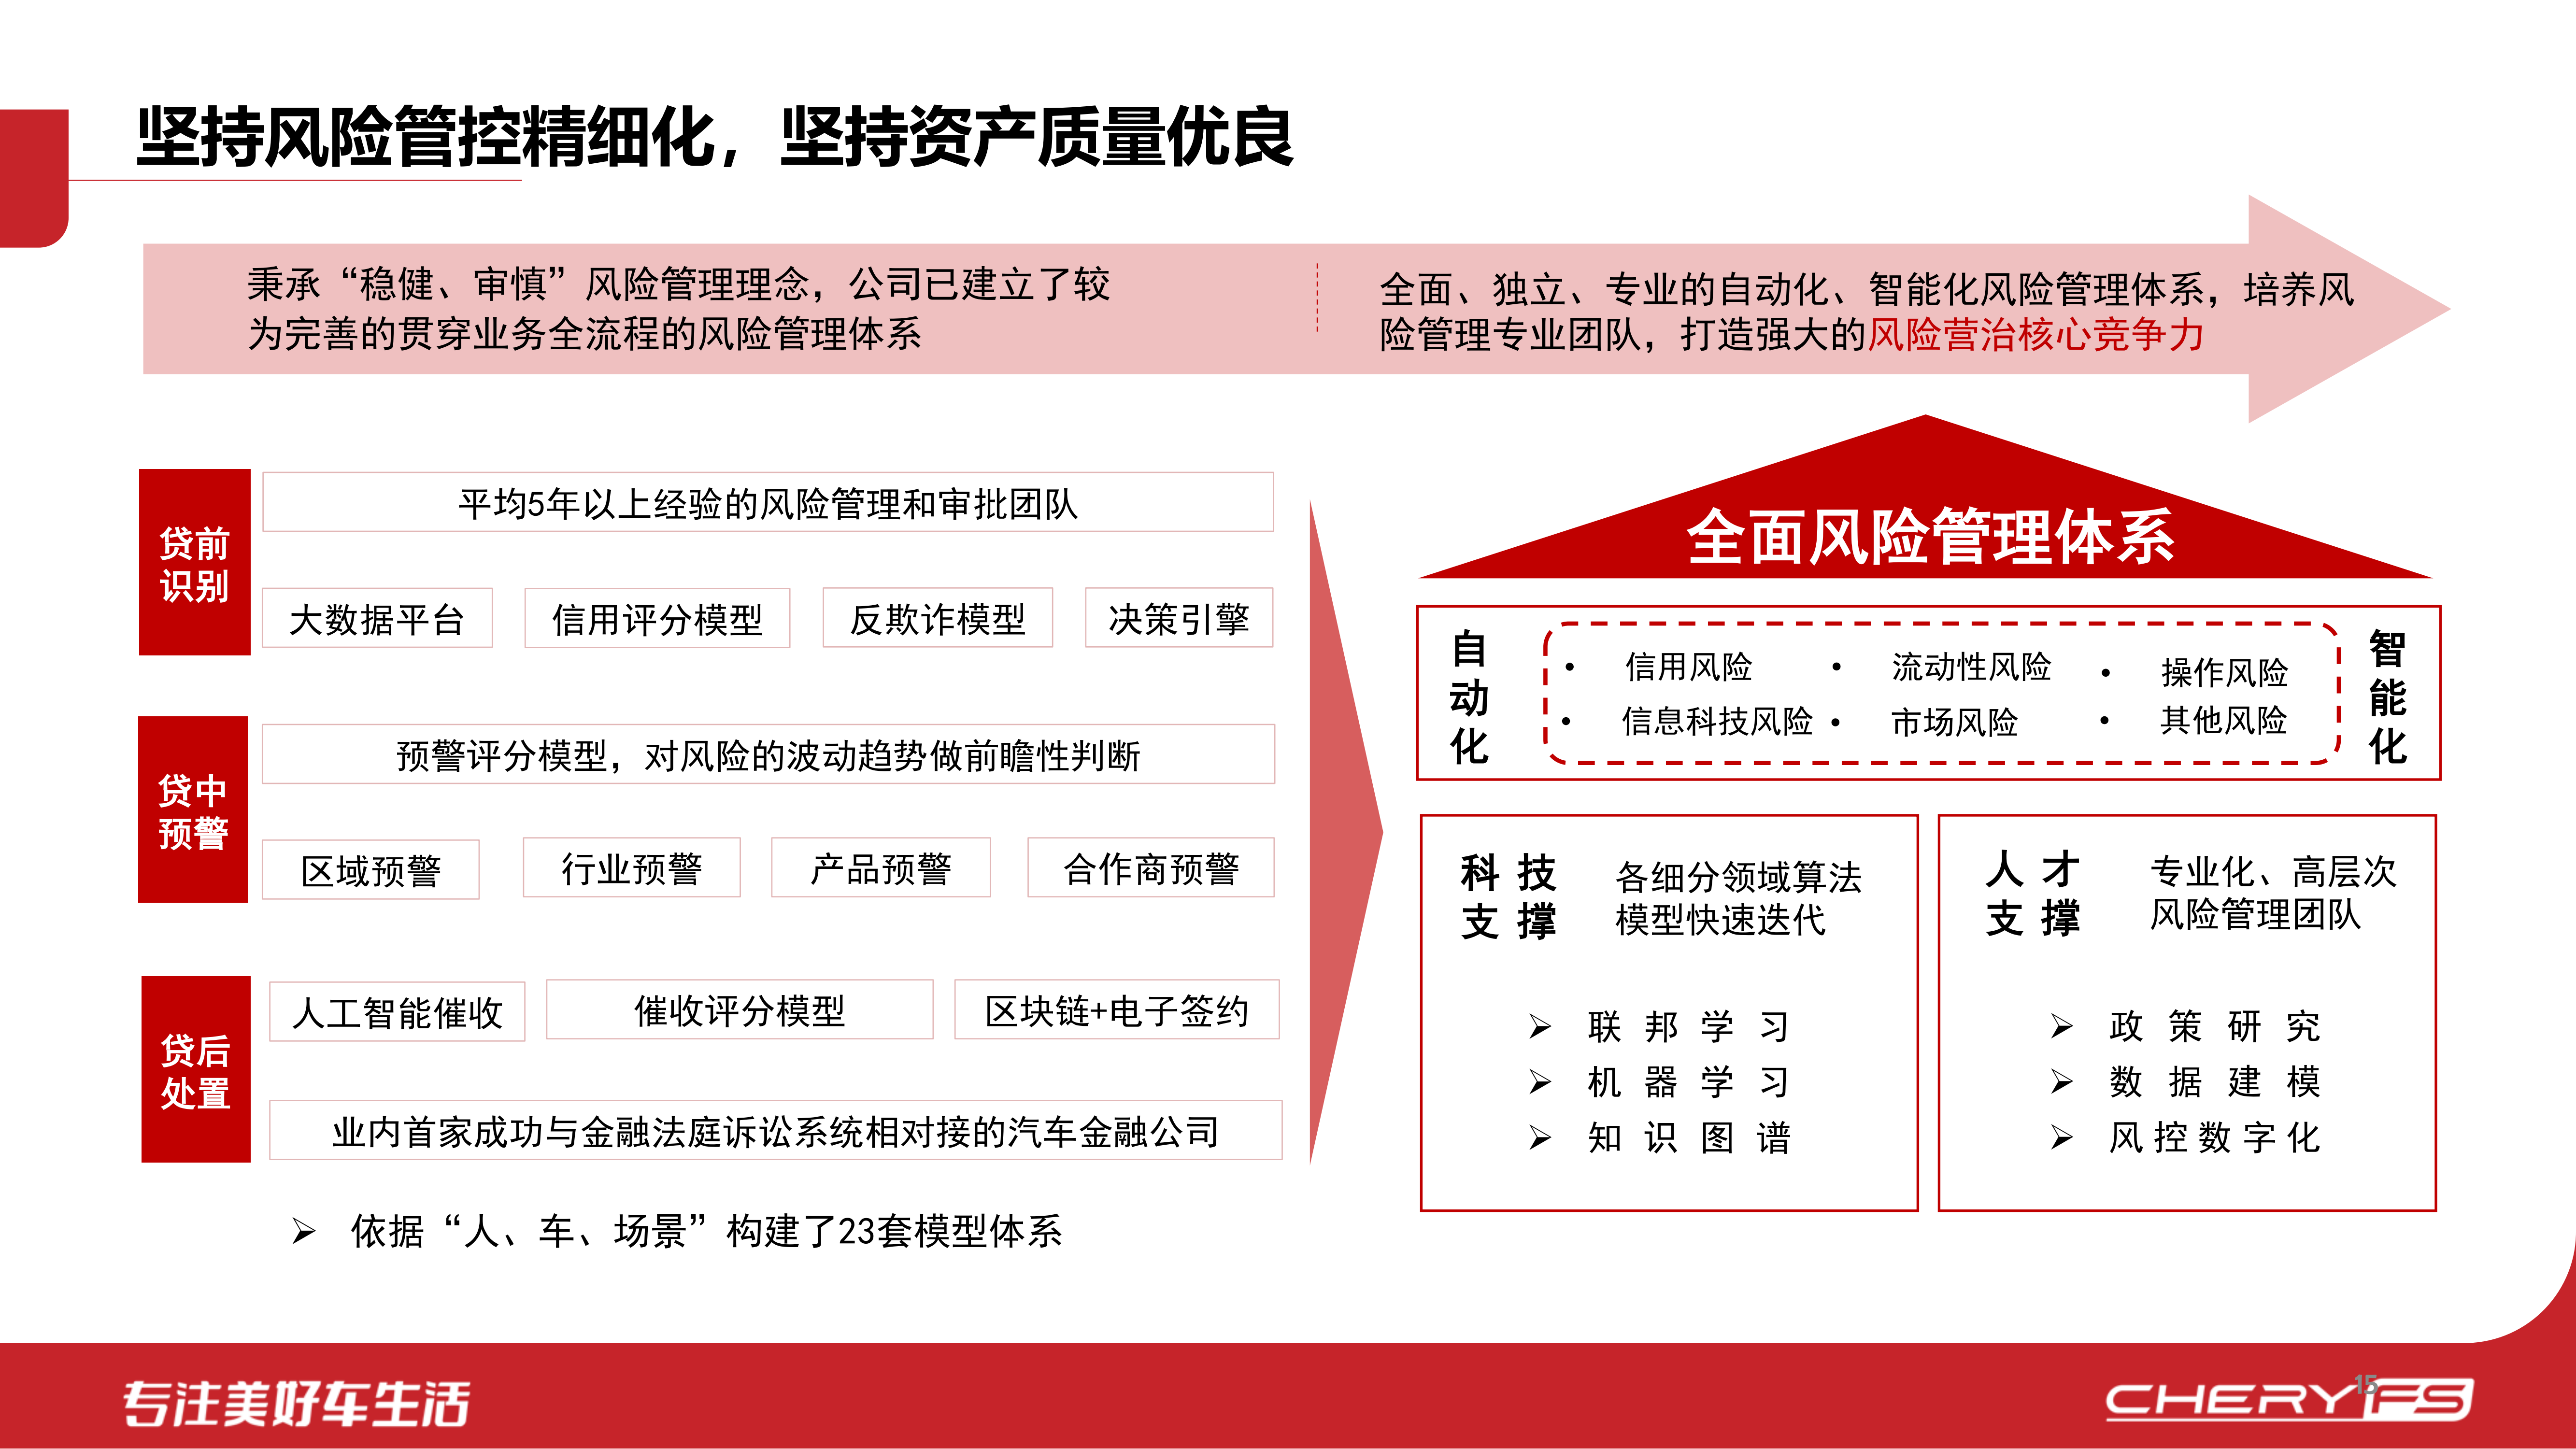 坚持风险管控精细化，坚持资产质量优良
秉承“稳健、审慎”风险管理理念，公司已建立了较
为完善的贯穿业务全流程的风险管理体系
全面、独立、专业的自动化、智能化风险管理体系，培养风
险管理专业团队，打造强大的风险营治核心竞争力
贷前
识别
平均5年以上经验的风险管理和审批团队
大数据平台
信用评分模型
反欺诈模型
决策引擎
贷中
预警
预警评分模型，对风险的波动趋势做前瞻性判断
区域预警
行业预警
产品预警
合作商预警
贷后
处置
人工智能催收
催收评分模型
区块链+电子签约
业内首家成功与金融法庭诉讼系统相对接的汽车金融公司
➢ 依据“人、车、场景”构建了23套模型体系
全面风险管理体系
自
动
化
• 信用风险
• 流动性风险
• 操作风险
• 信息科技风险
• 市场风险
• 其他风险
智
能
化
科 技
支 撑
各细分领域算法
模型快速迭代
➢ 联 邦 学 习
➢ 机 器 学 习
➢ 知 识 图 谱
人 才
支 撑
专业化、高层次
风险管理团队
➢ 政 策 研 究
➢ 数 据 建 模
➢ 风 控 数 字 化
专注美好车生活
15
CHERY FS